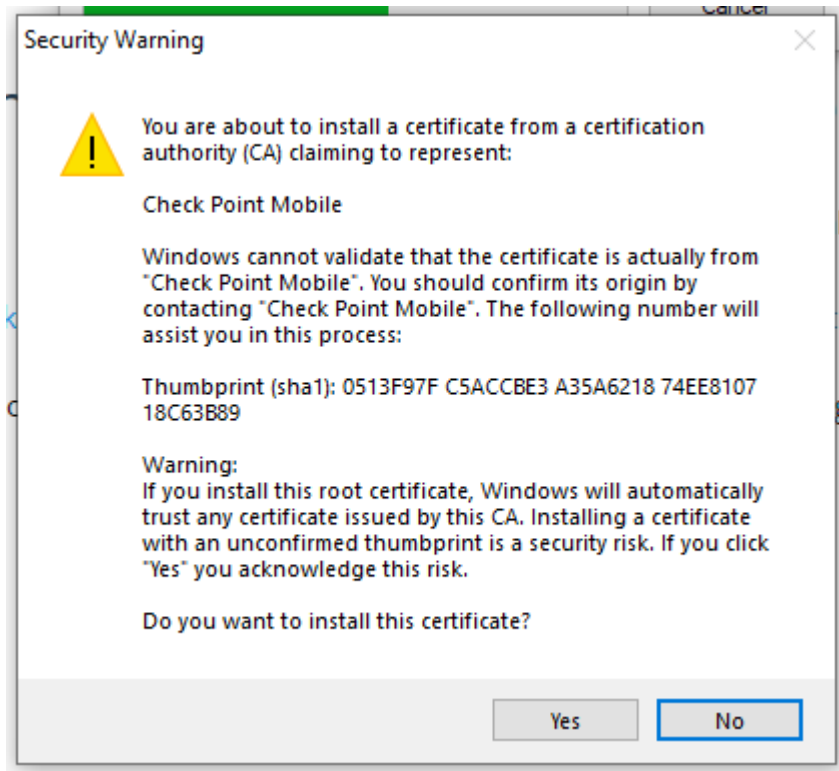 Cancel
Security Warning
You are about to install a certificate from a certification
authority (CA) claiming to represent:
Check Point Mobile
Windows cannot validate that the certificate is actually from
"Check Point Mobile". You should confirm its origin by
contacting "Check Point Mobile". The following number will
assist you in this process:
Thumbprint (sha1): 0513F97F C5ACCBE3 A35A6218 74EE8107
18C63B89
Warning:
If you install this root certificate, Windows will automatically
trust any certificate issued by this CA. Installing a certificate
with an unconfirmed thumbprint is a security risk. If you click
"Yes" you acknowledge this risk.
Do you want to install this certificate?
Yes
No